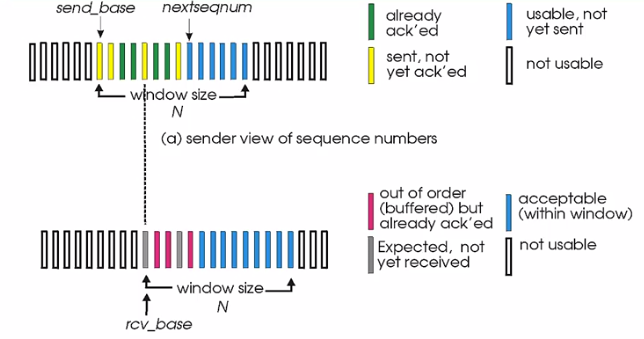 send_base
nextseqnum
already
ack'ed
sent, not
yet ack'ed
usable, not
yet sent
not usable
window size
N
(a) sender view of sequence numbers
out of order
(buffered) but
already ack'ed
Expected, not
yet received
acceptable
(within window)
not usable
window size
N
rcv_base